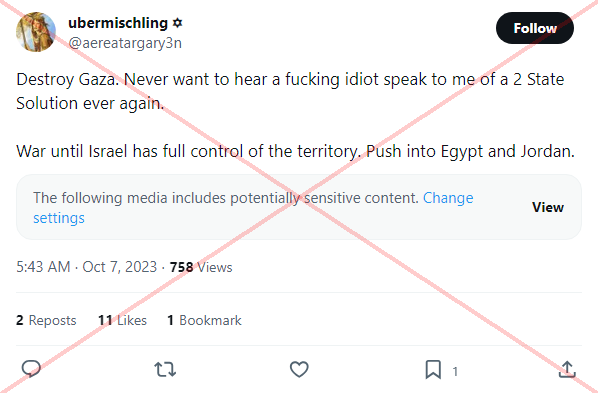 ubermischling ✡
@aereatargary3n
Follow
Destroy Gaza. Never want to hear a fucking idiot speak to me of a 2 State
Solution ever again.
War until Israel has full control of the territory. Push into Egypt and Jordan.
The following media includes potentially sensitive content. Change
settings
View
5:43 AM · Oct 7, 2023 · 758 Views
2 Reposts 11 Likes 1 Bookmark
1